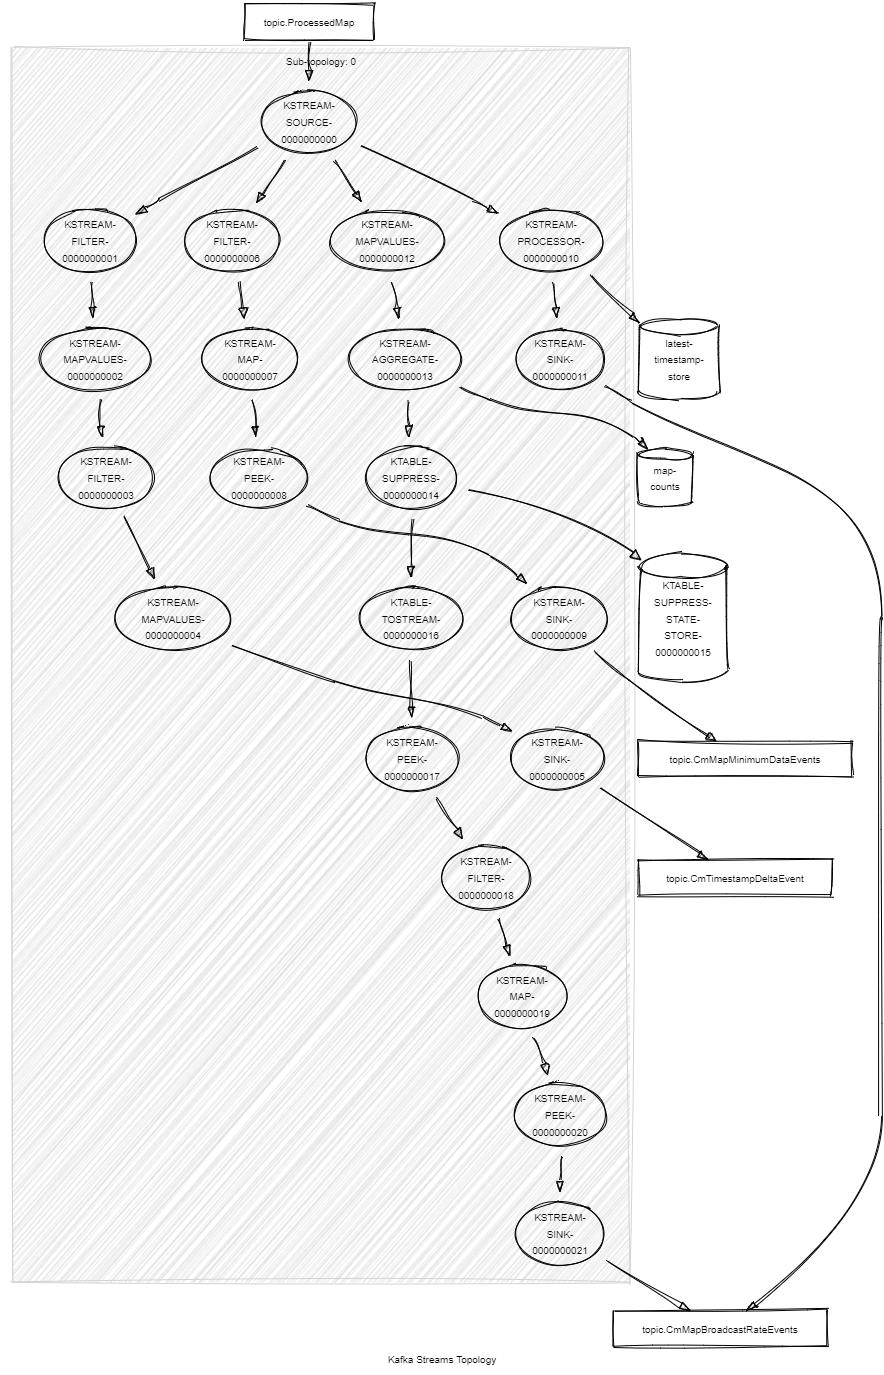 topic.ProcessedMap
Sub-topology: 0
KSTREAM-
SOURCE-
0000000000
KSTREAM-
FILTER-
0000000001
KSTREAM-
FILTER-
0000000006
KSTREAM-
MAPVALUES-
0000000012
KSTREAM-
PROCESSOR-
0000000010
KSTREAM-
MAPVALUES-
0000000002
KSTREAM-
MAP-
0000000007
KSTREAM-
AGGREGATE-
0000000013
KSTREAM-
SINK-
0000000011
latest-
timestamp-
store
KSTREAM-
FILTER-
0000000003
KSTREAM-
PEEK-
0000000008
KTABLE-
SUPPRESS-
0000000014
map-
counts
KSTREAM-
MAPVALUES-
0000000004
KTABLE-
TOSTREAM-
0000000016
KSTREAM-
SINK-
0000000009
KTABLE-
SUPPRESS-
STATE-
STORE-
0000000015
KSTREAM-
PEEK-
0000000017
KSTREAM-
SINK-
0000000005
topic.CmMapMinimumDataEvents
KSTREAM-
FILTER-
0000000018
topic.CmTimestampDeltaEvent
KSTREAM-
MAP-
0000000019
KSTREAM-
PEEK-
0000000020
KSTREAM-
SINK-
0000000021
topic.CmMapBroadcastRateEvents
Kafka Streams Topology